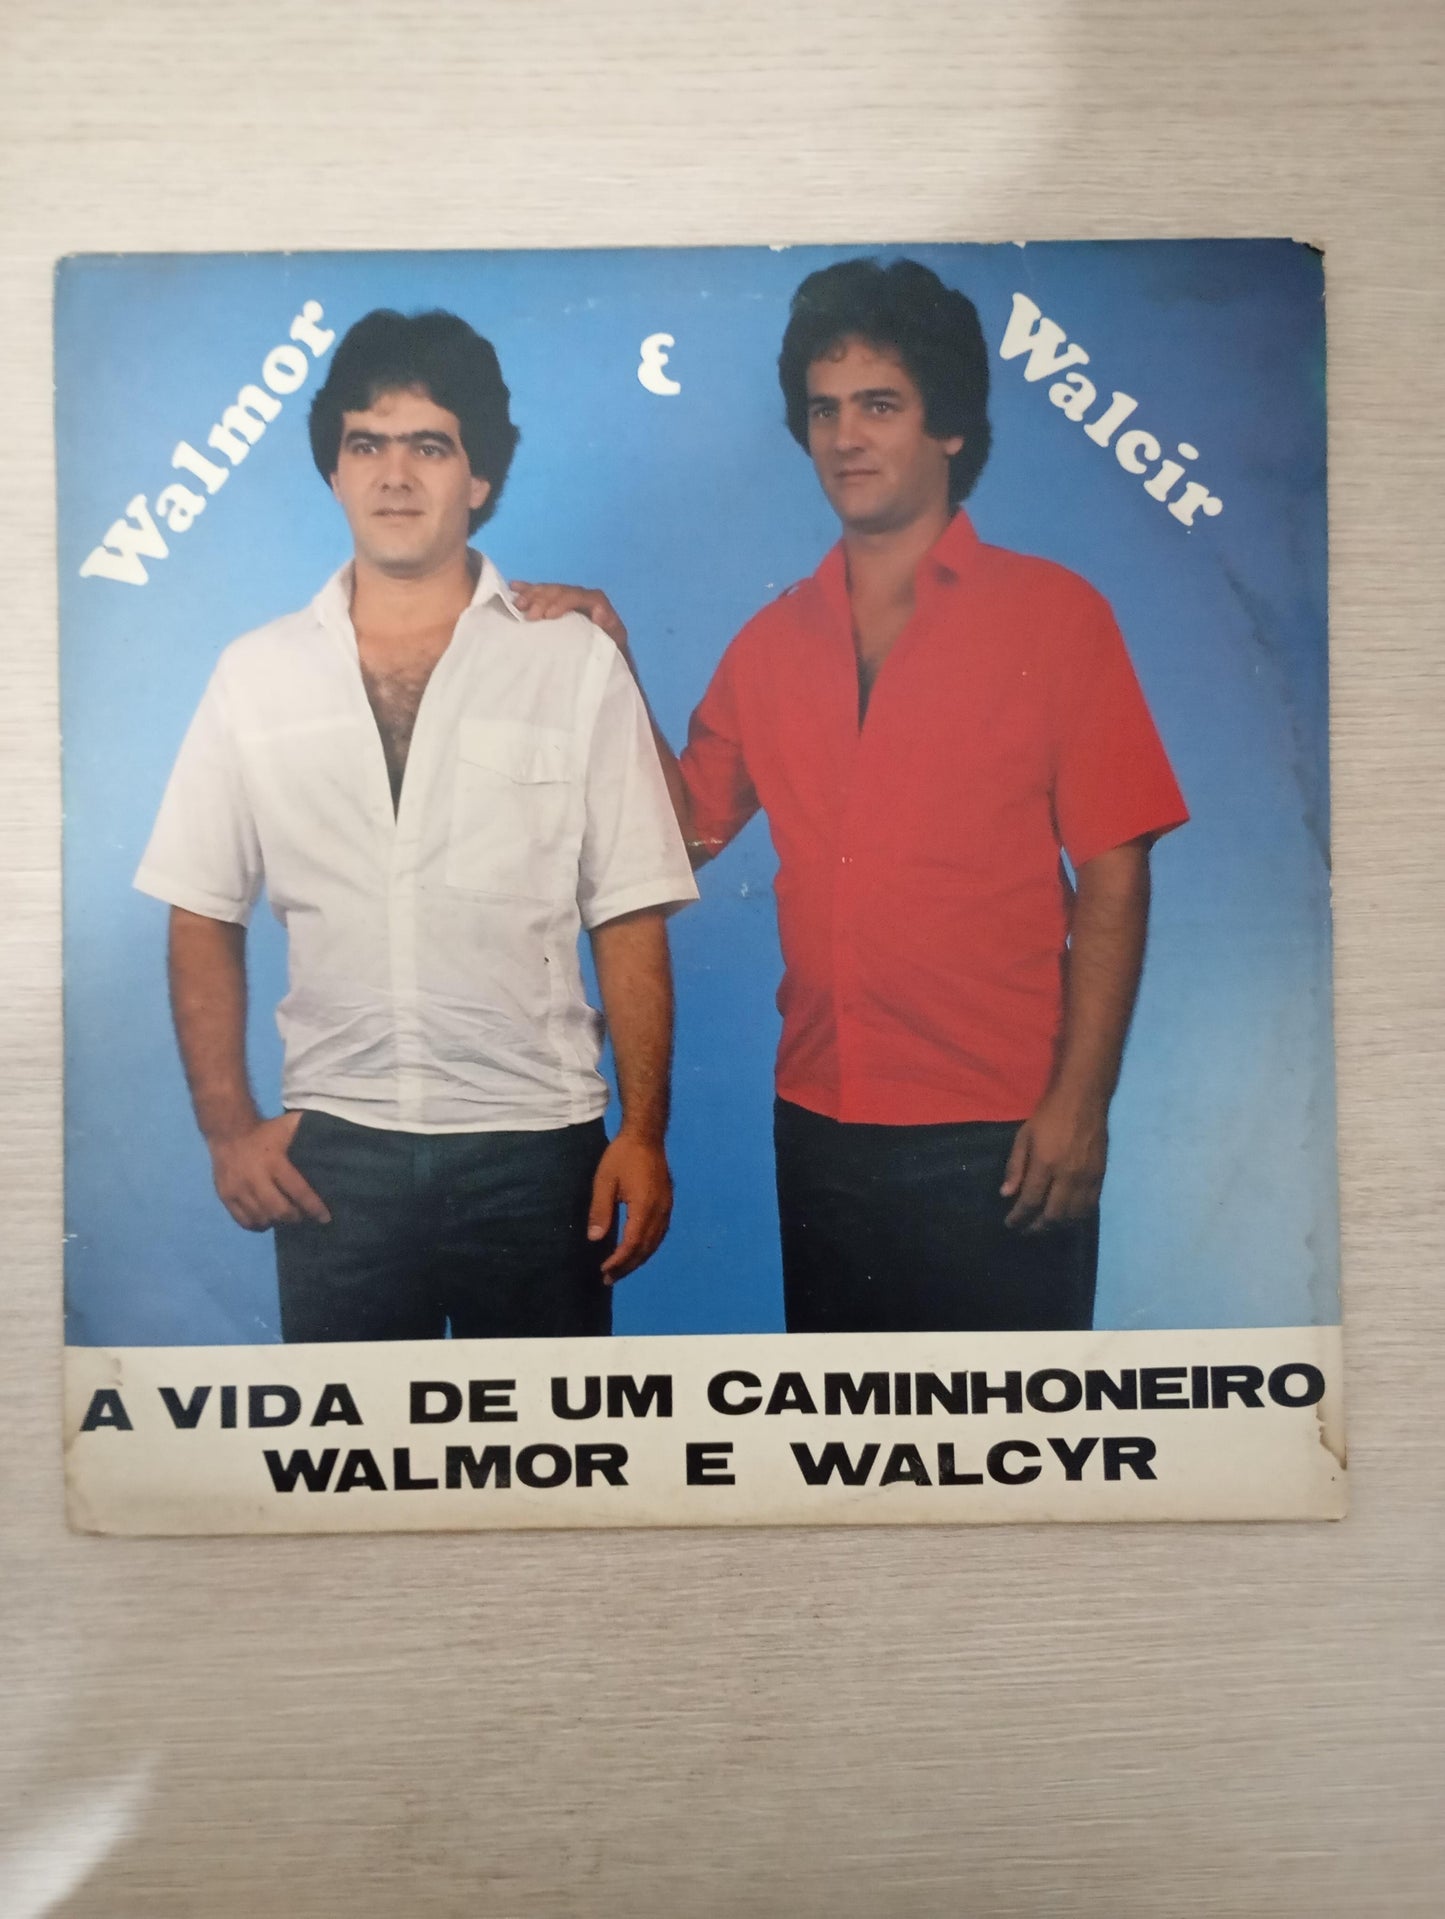 Walmor
ε
Walcir
A VIDA DE UM CAMINHONEIRO
WALMOR E WALCYR